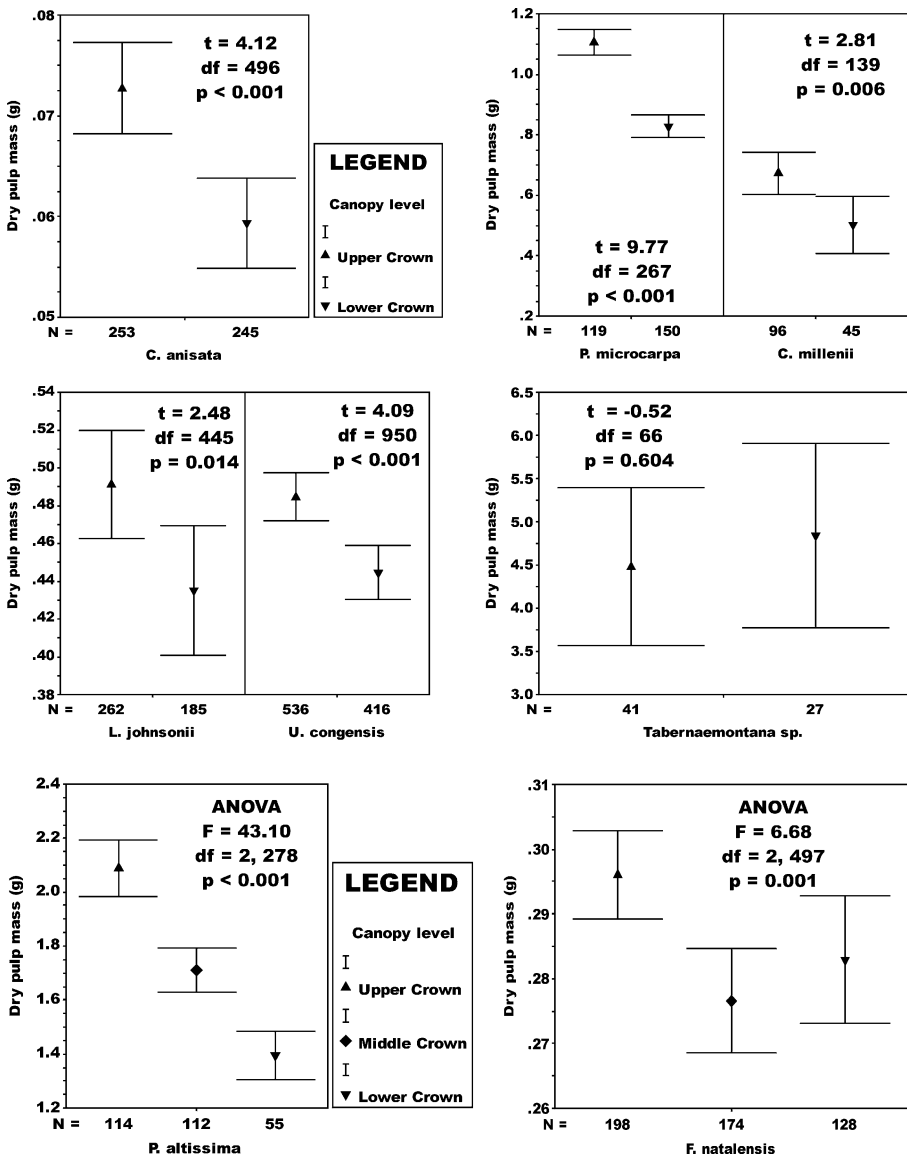 .08
.07
.06
.05
Dry pulp mass (g)
t = 4.12
df = 496
p < 0.001
N = 253 245
C. anisata
LEGEND
Canopy level
Upper Crown
Lower Crown
1.2
1.0
.8
.6
.4
.2
Dry pulp mass (g)
t = 9.77
df = 267
p < 0.001
t = 2.81
df = 139
p = 0.006
N = 119 150 96 45
P. microcarpa C. millenii
.54
.52
.50
.48
.46
.44
.42
.40
.38
Dry pulp mass (g)
t = 2.48
df = 445
p = 0.014
t = 4.09
df = 950
p < 0.001
N = 262 185 536 416
L. johnsonii U. congensis
6.5
6.0
5.5
5.0
4.5
4.0
3.5
3.0
Dry pulp mass (g)
t = -0.52
df = 66
p = 0.604
N = 41 27
Tabernaemontana sp.
2.4
2.2
2.0
1.8
1.6
1.4
1.2
Dry pulp mass (g)
ANOVA
F = 43.10
df = 2, 278
p < 0.001
N = 114 112 55
P. altissima
LEGEND
Canopy level
Upper Crown
Middle Crown
Lower Crown
.31
.30
.29
.28
.27
.26
Dry pulp mass (g)
ANOVA
F = 6.68
df = 2, 497
p = 0.001
N = 198 174 128
F. natalensis